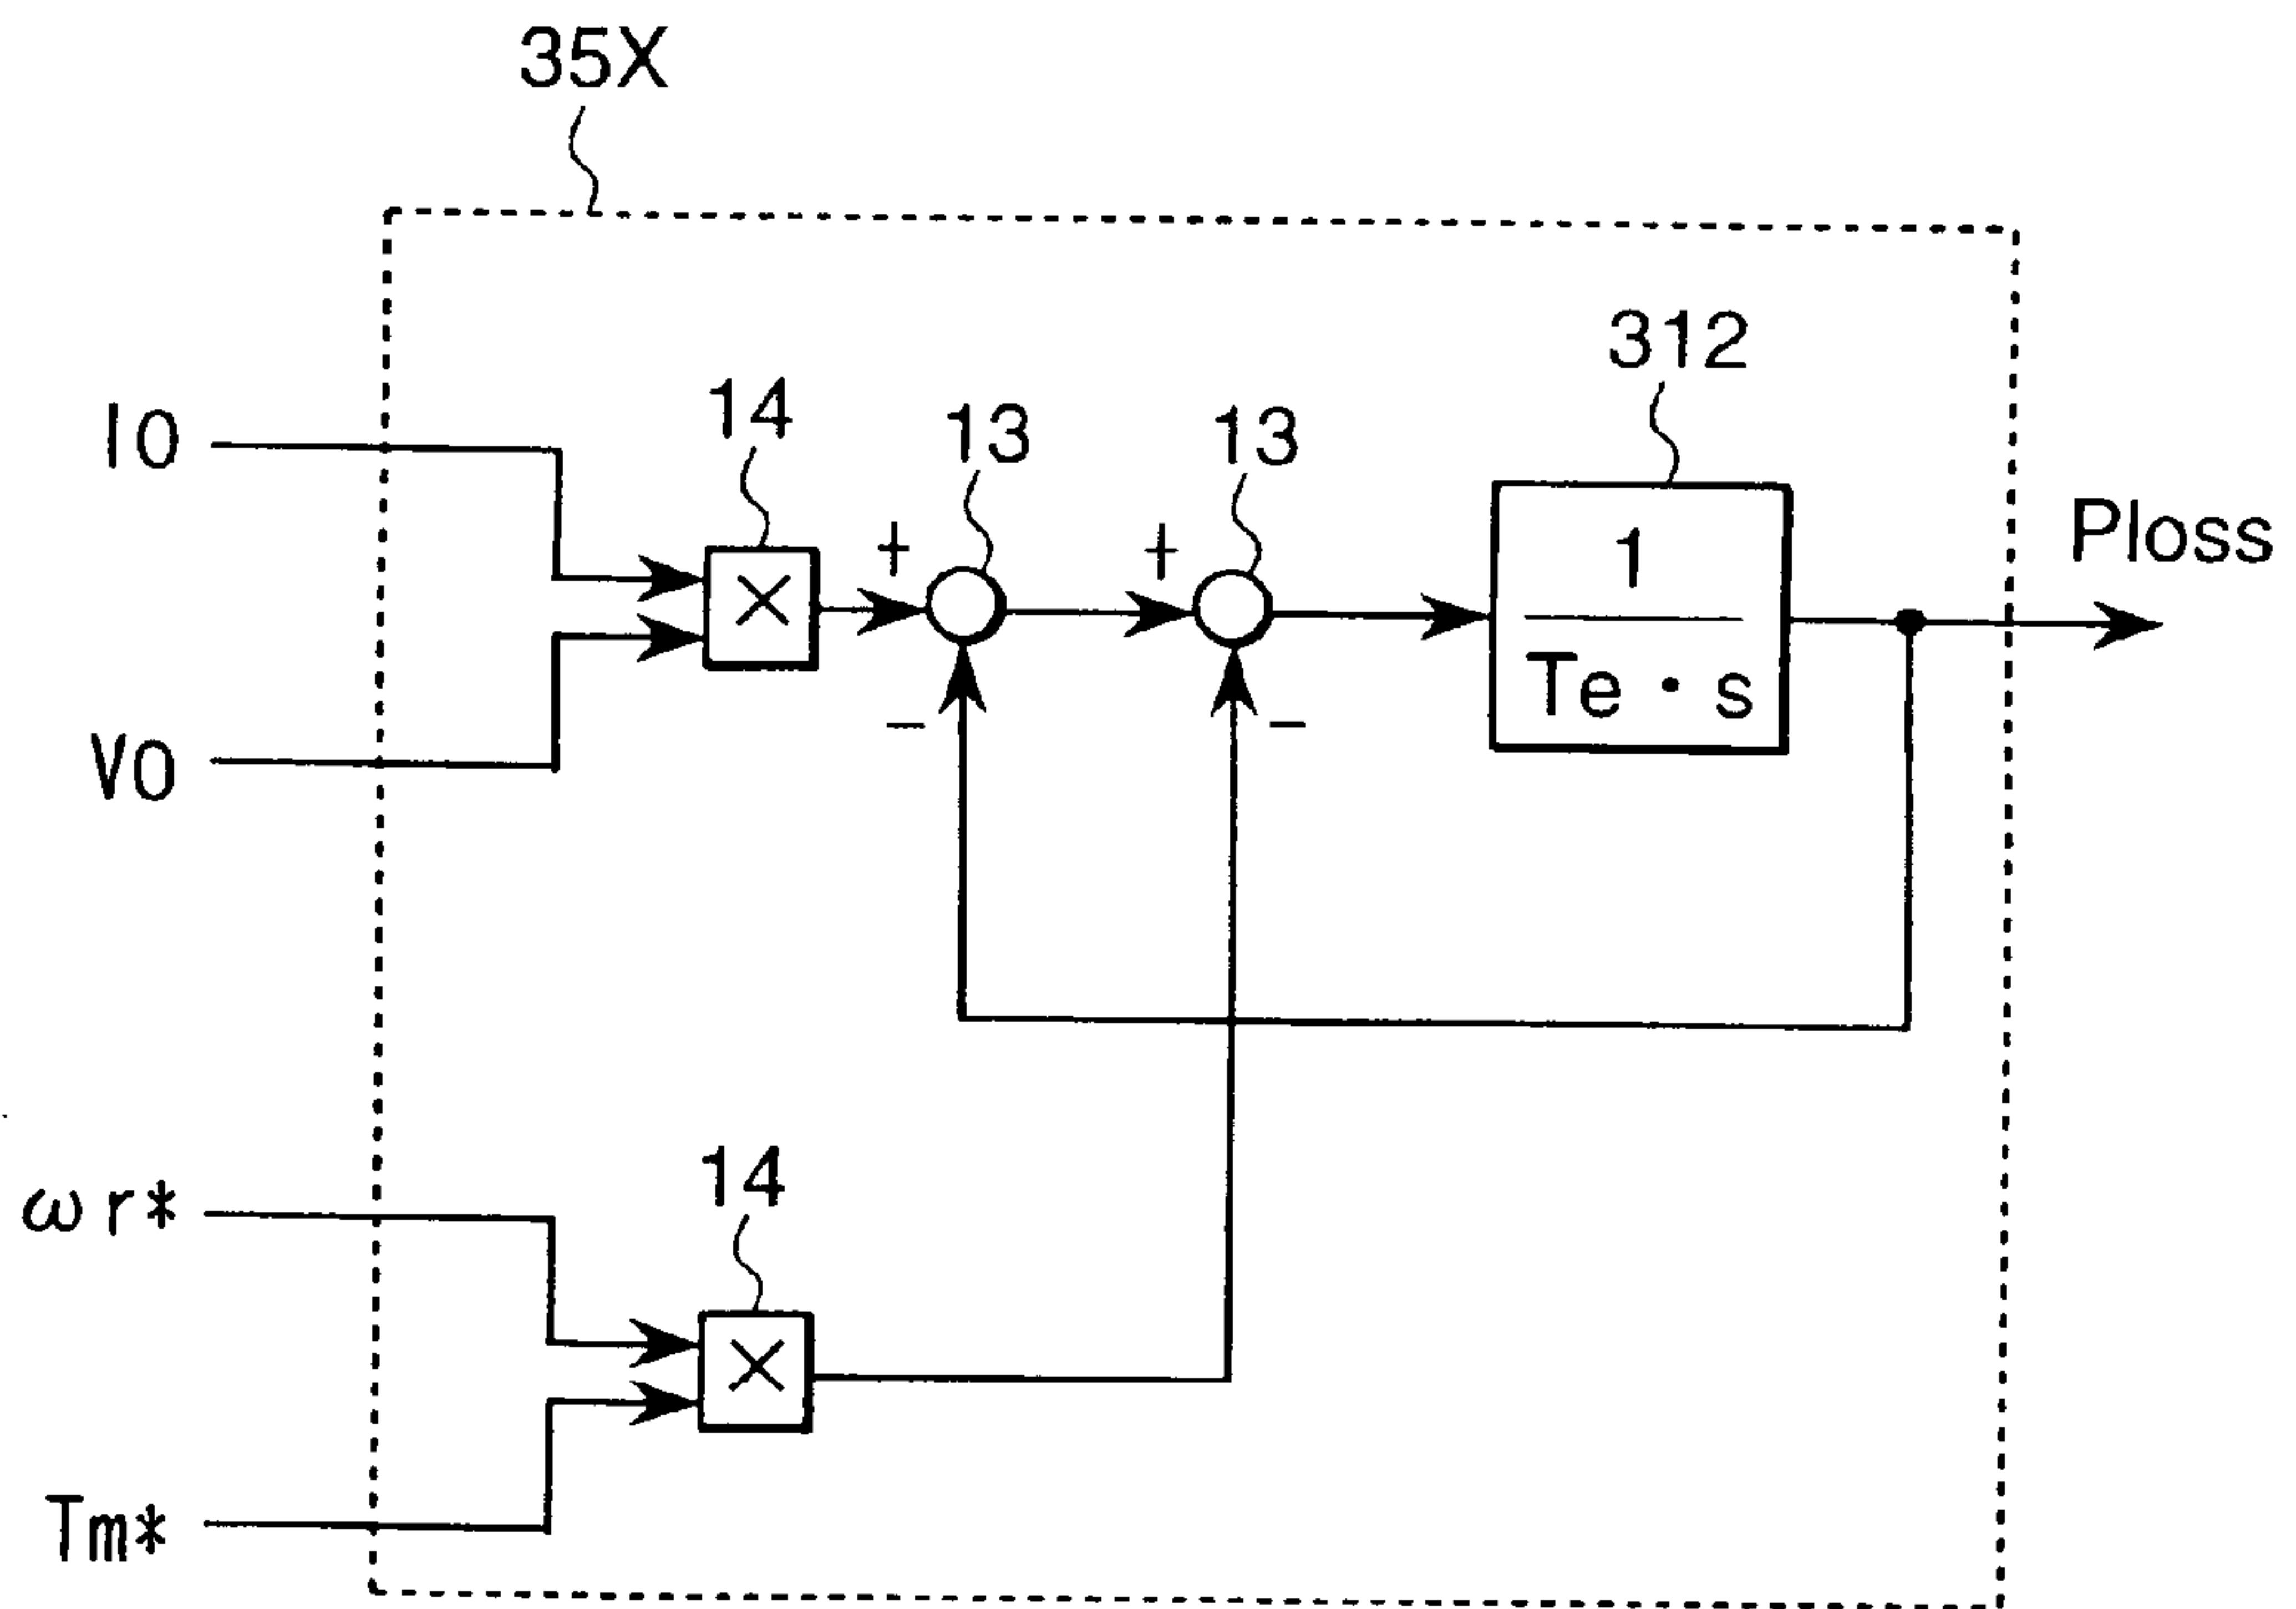 35X
312
14
13
13
I0
+
+
1
Te・s
Ploss
×
−
−
V0
14
ωr*
×
Tm*